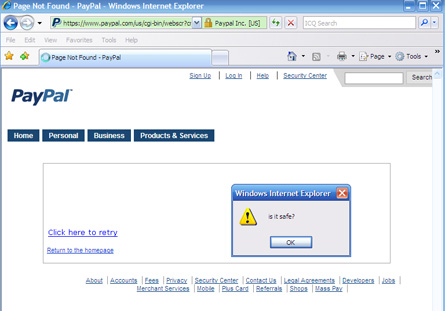 Page Not Found - PayPal - Windows Internet Explorer
https://www.paypal.com/us/cgi-bin/webscr?cr
Paypal Inc. [US]
ICQ Search
File Edit View Favorites Tools Help
Page Not Found - PayPal
Page Tools
Sign Up | Log in | Help | Security Center
Search
PayPal
Home Personal Business Products & Services
Windows Internet Explorer
is it safe?
OK
Click here to retry
Return to the homepage
About | Accounts | Fees | Privacy | Security Center | Contact Us | Legal Agreements | Developers | Jobs |
Merchant Services | Mobile | Plus Card | Referrals | Shops | Mass Pay